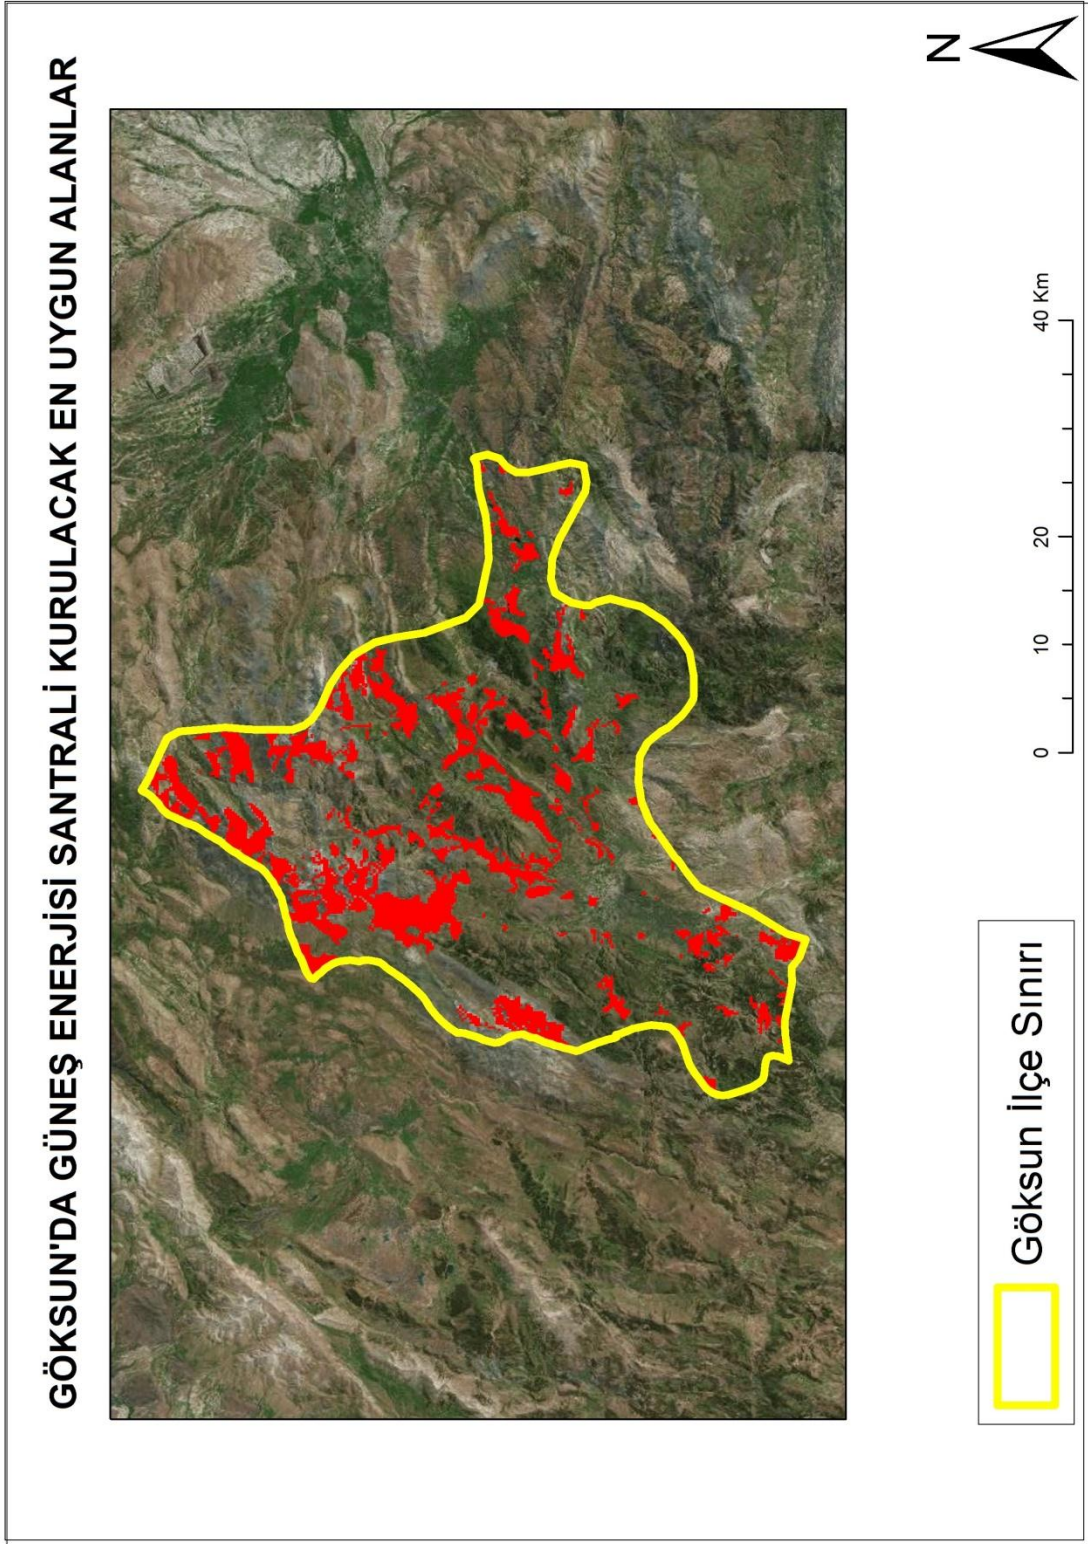 GÖKSUN'DA GÜNEŞ ENERJİSİ SANTRALİ KURULACAK EN UYGUN ALANLAR
N
0 10 20 40 Km
Göksun İlçe Sınırı